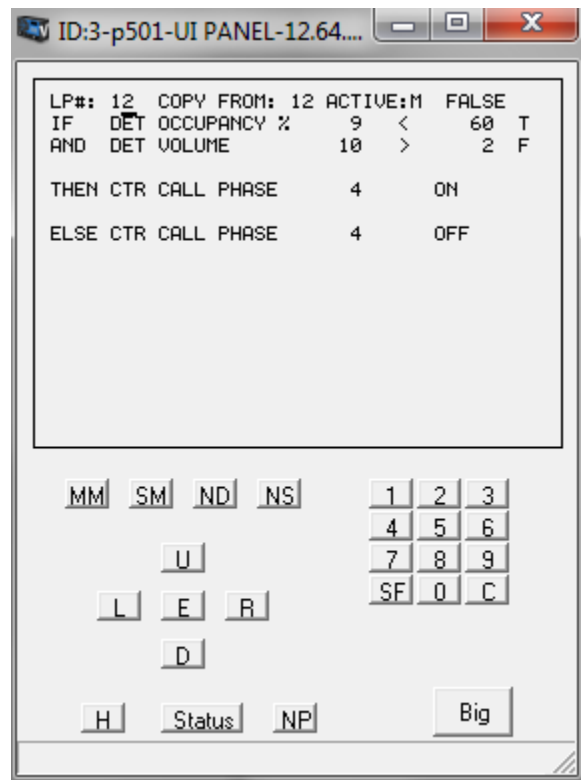 ID:3-p501-UI PANEL-12.64....
LP#: 12 COPY FROM: 12 ACTIVE:M FALSE
IF DET OCCUPANCY % 9 < 60 T
AND DET VOLUME 10 > 2 F
THEN CTR CALL PHASE 4 ON
ELSE CTR CALL PHASE 4 OFF
MM SM ND NS 1 2 3
4 5 6
U 7 8 9
L E R SF 0 C
D
H Status NP Big